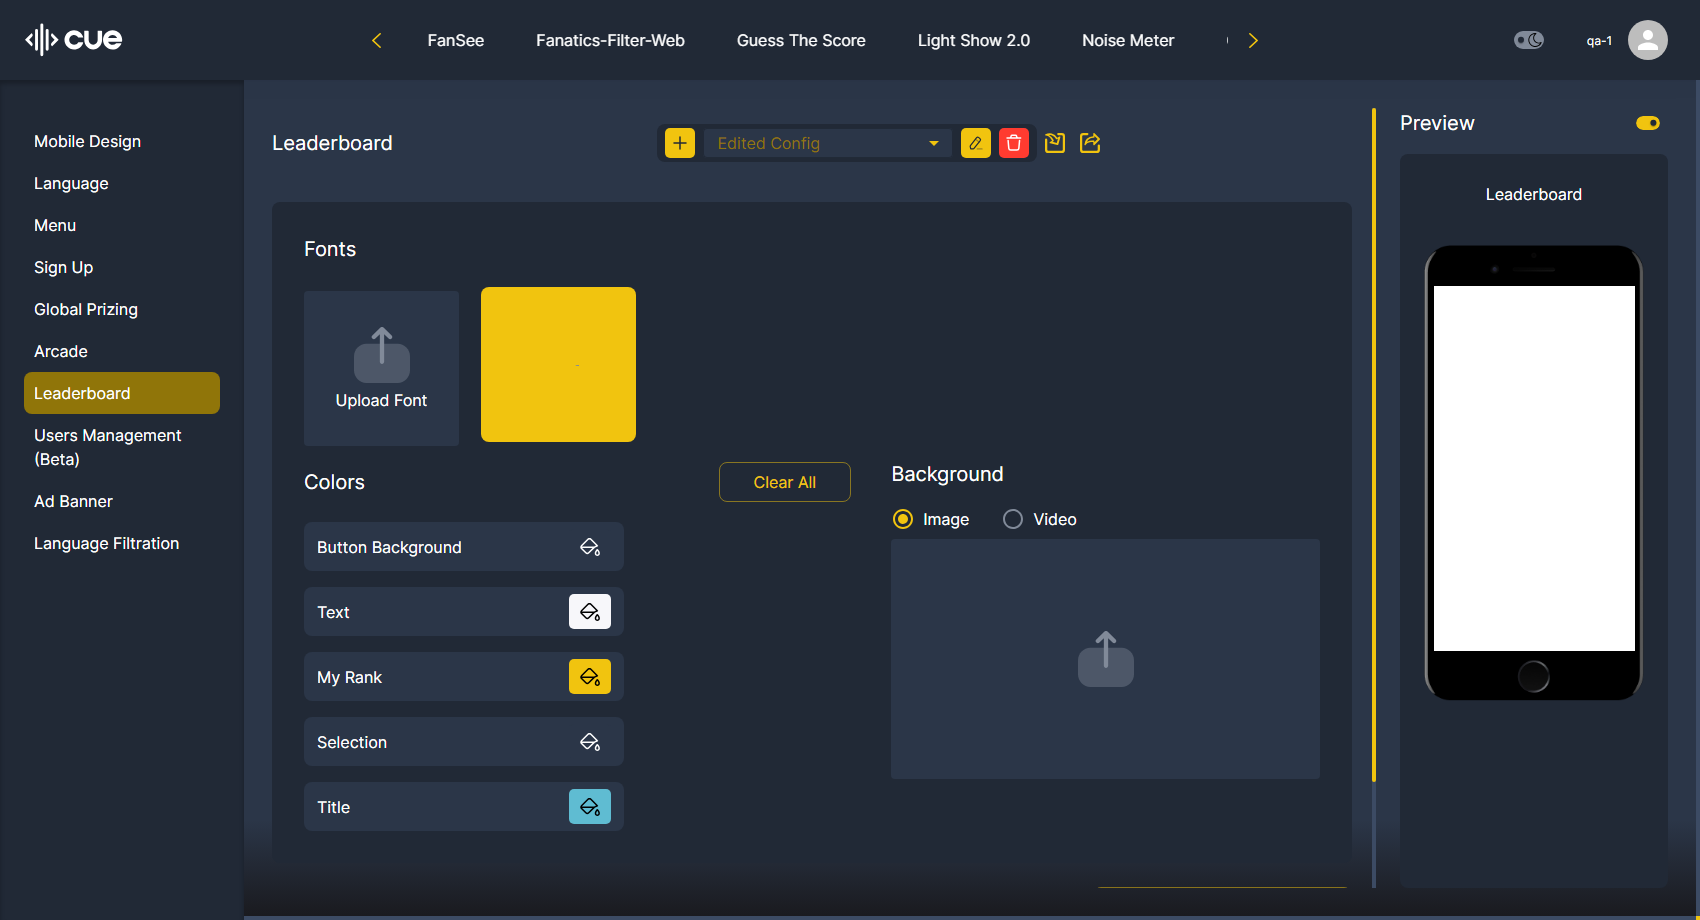 cue
FanSee
Fanatics-Filter-Web
Guess The Score
Light Show 2.0
Noise Meter
qa-1
Mobile Design
Language
Menu
Sign Up
Global Prizing
Arcade
Leaderboard
Users Management
(Beta)
Ad Banner
Language Filtration
Leaderboard
Edited Config
Fonts
Upload Font
Colors
Clear All
Button Background
Text
My Rank
Selection
Title
Background
Image
Video
Preview
Leaderboard